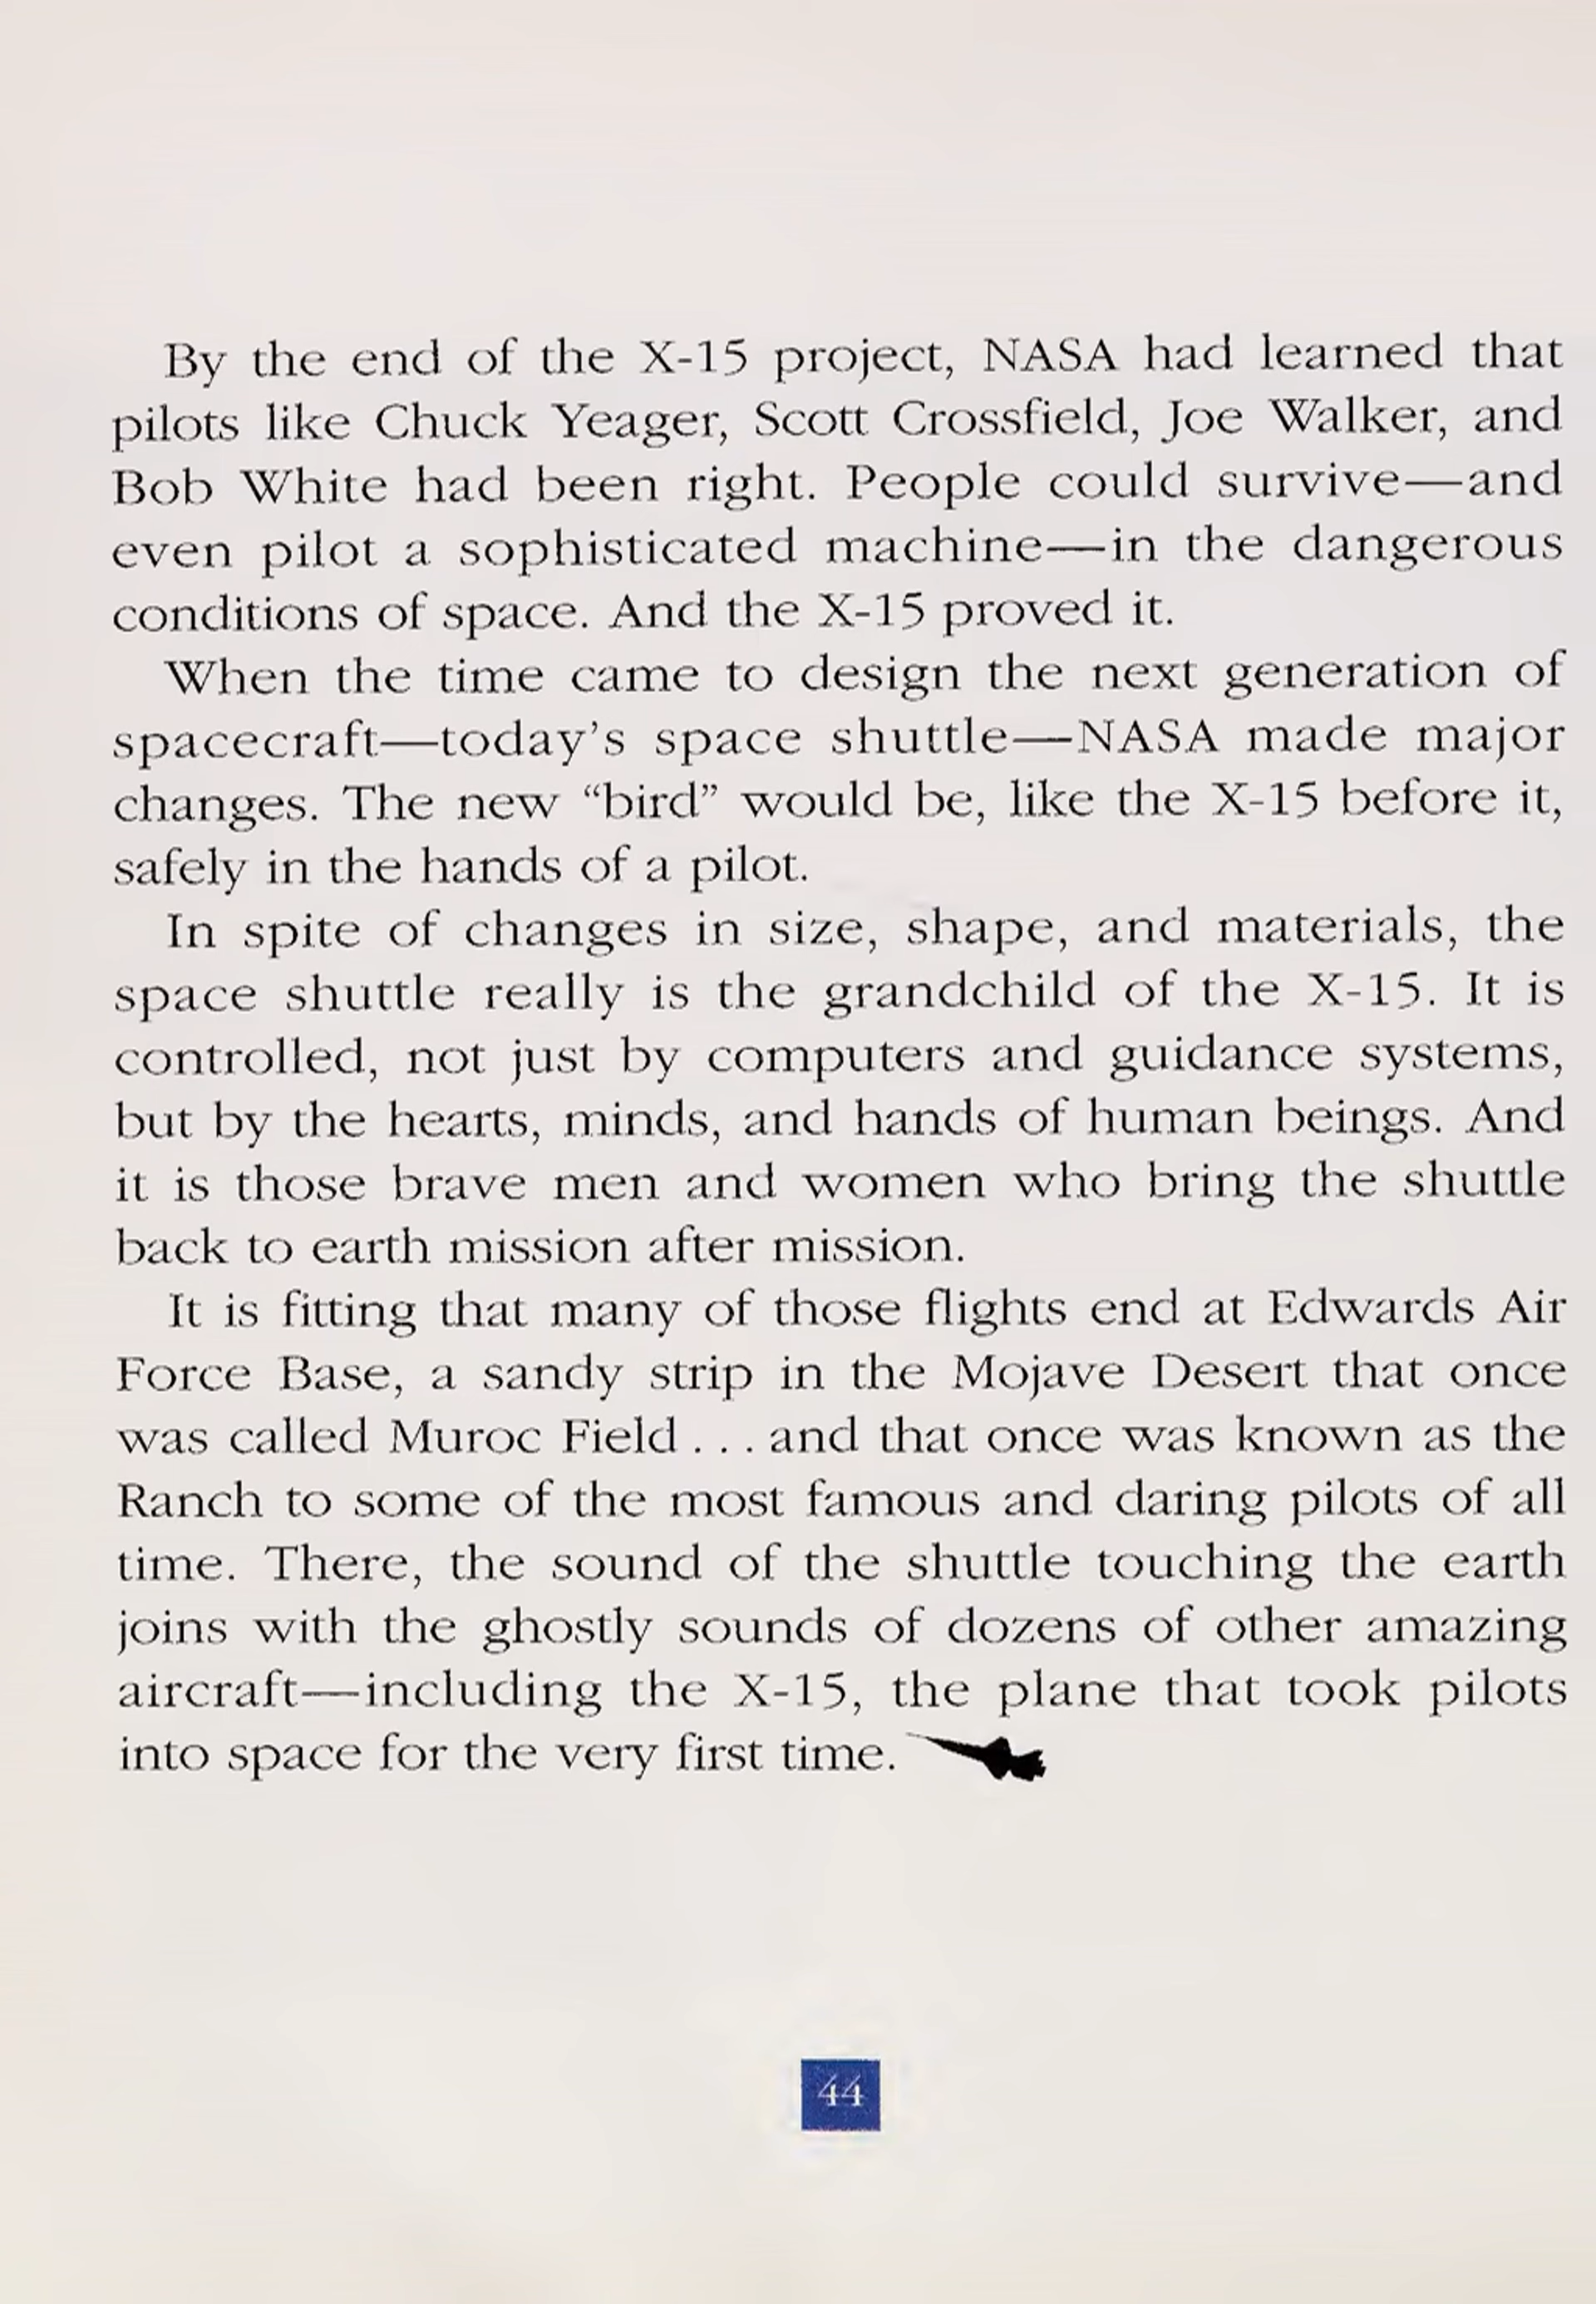 By the end of the X-15 project, NASA had learned that
pilots like Chuck Yeager, Scott Crossfield, Joe Walker, and
Bob White had been right. People could survive—and
even pilot a sophisticated machine—in the dangerous
conditions of space. And the X-15 proved it.
When the time came to design the next generation of
spacecraft—today's space shuttle—NASA made major
changes. The new “bird” would be, like the X-15 before it,
safely in the hands of a pilot.
In spite of changes in size, shape, and materials, the
space shuttle really is the grandchild of the X-15. It is
controlled, not just by computers and guidance systems,
but by the hearts, minds, and hands of human beings. And
it is those brave men and women who bring the shuttle
back to earth mission after mission.
It is fitting that many of those flights end at Edwards Air
Force Base, a sandy strip in the Mojave Desert that once
was called Muroc Field . . . and that once was known as the
Ranch to some of the most famous and daring pilots of all
time. There, the sound of the shuttle touching the earth
joins with the ghostly sounds of dozens of other amazing
aircraft—including the X-15, the plane that took pilots
into space for the very first time.
44